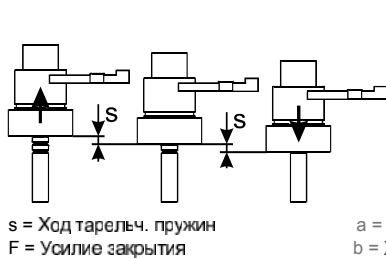 s
s
s = Ход тарельч. пружин
a =
F = Усилие закрытия
b =